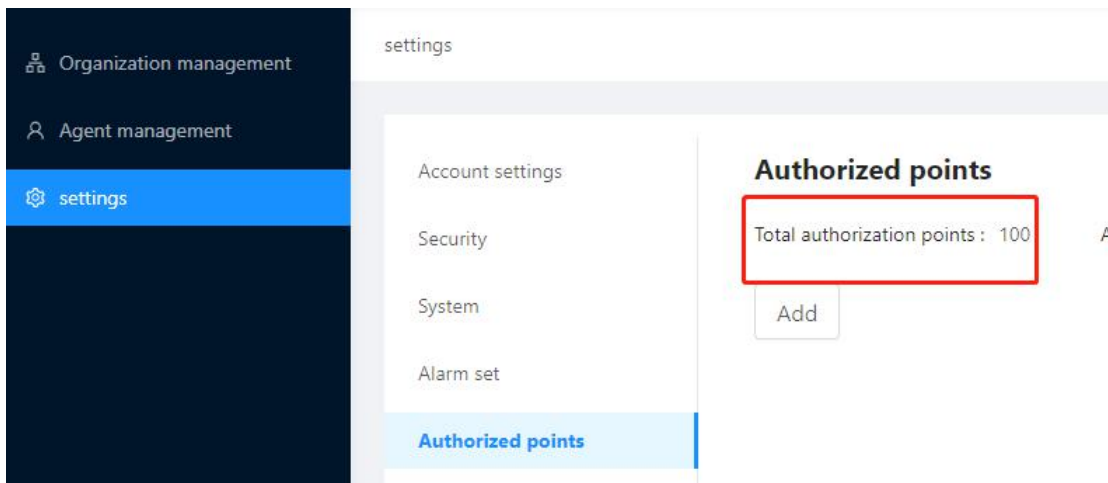 Organization management
Agent management
settings
settings
Account settings
Security
System
Alarm set
Authorized points
Authorized points
Total authorization points : 100
Add